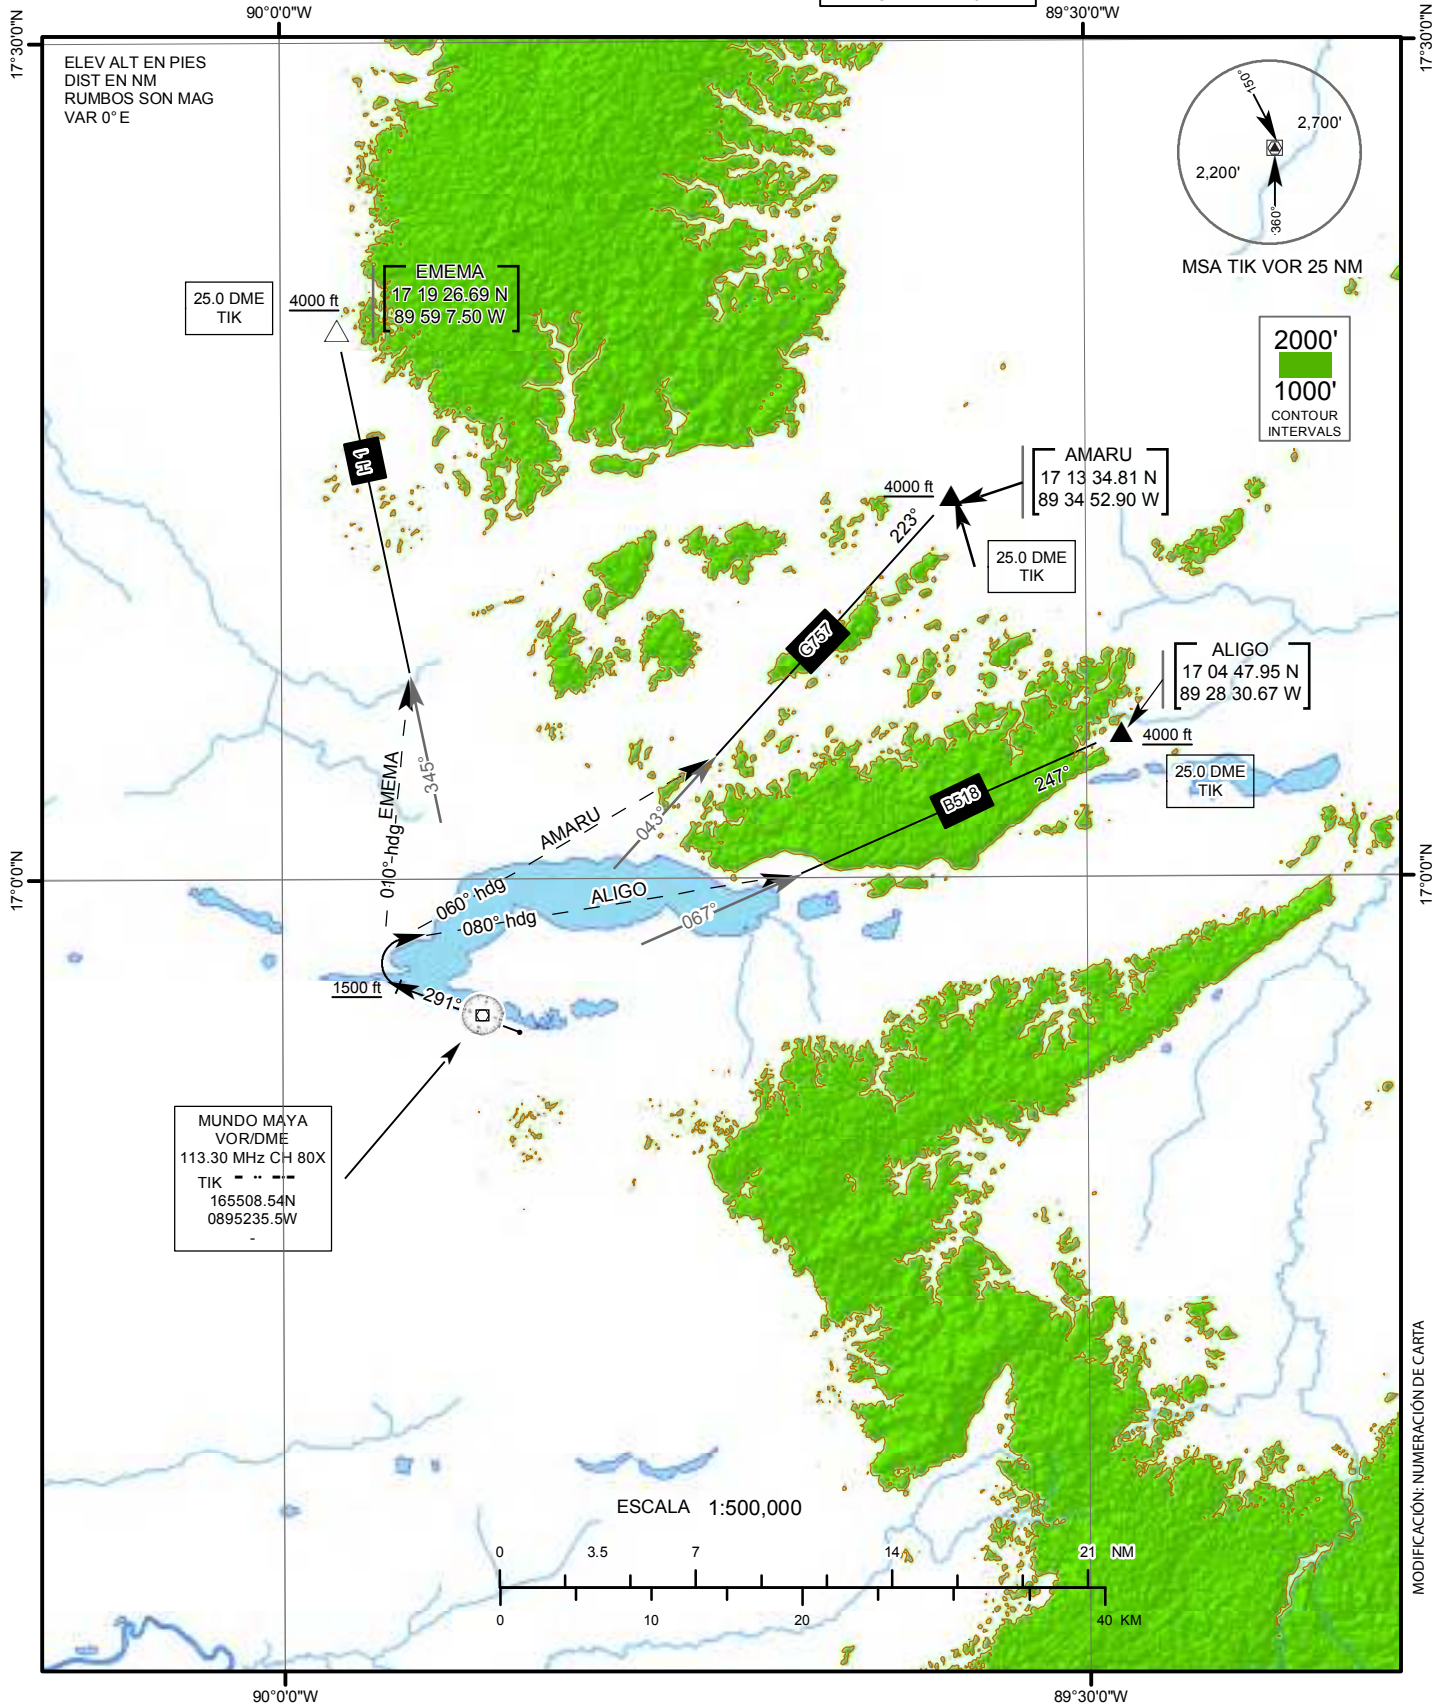 90°0'0"W
89°30'0"W
17°30'0"N
17°30'0"N
ELEV ALT EN PIES
DIST EN NM
RUMBOS SON MAG
VAR 0° E
150°
2,700'
2,200'
360°
MSA TIK VOR 25 NM
2000'
1000'
CONTOUR
INTERVALS
25.0 DME
TIK
4000 ft
EMEMA
17 19 26.69 N
89 59 7.50 W
H 1
4000 ft
AMARU
17 13 34.81 N
89 34 52.90 W
223°
25.0 DME
TIK
G757
ALIGO
17 04 47.95 N
89 28 30.67 W
4000 ft
25.0 DME
TIK
247°
B518
345°
010°-hdg-EMEMA
AMARU
043°
060° hdg
ALIGO
080°-hdg
067°
17°0'0"N
17°0'0"N
1500 ft
291°
MUNDO MAYA
VOR/DME
113.30 MHz CH 80X
TIK
165508.54N
0895235.5W
-
ESCALA 1:500,000
0 3.5 7 14 21 NM
0 10 20 40 KM
MODIFICACIÓN: NUMERACIÓN DE CARTA
90°0'0"W
89°30'0"W